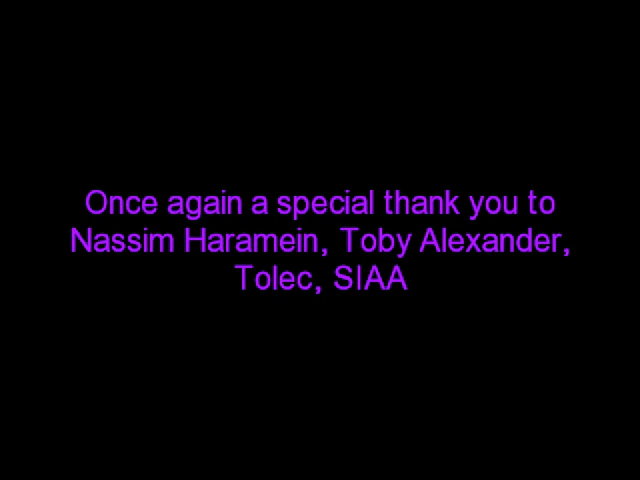 Once again a special thank you to
Nassim Haramein, Toby Alexander,
Tolec, SIAA